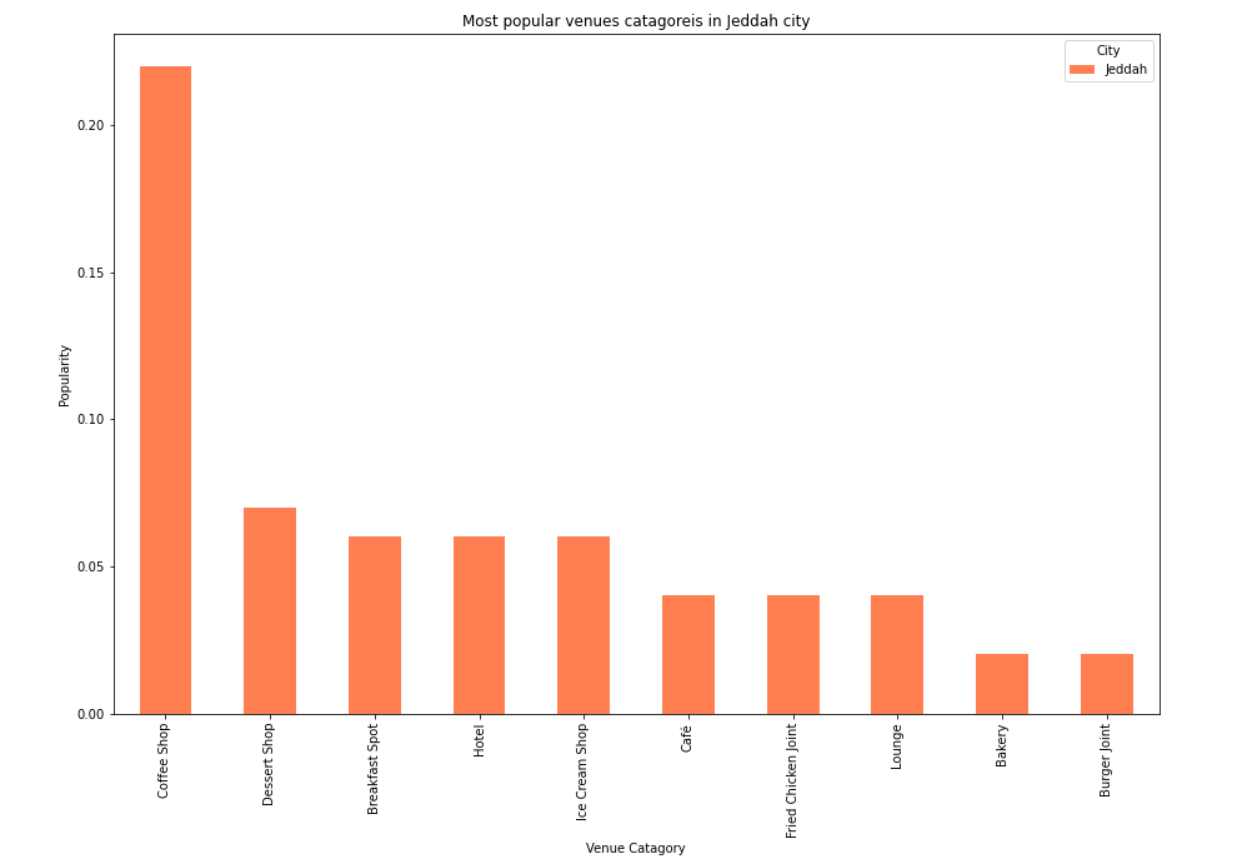 Most popular venues catagoreis in Jeddah city
City
Jeddah
Popularity
0.20
0.15
0.10
0.05
0.00
Coffee Shop
Dessert Shop
Breakfast Spot
Hotel
Ice Cream Shop
Café
Fried Chicken Joint
Lounge
Bakery
Burger Joint
Venue Catagory